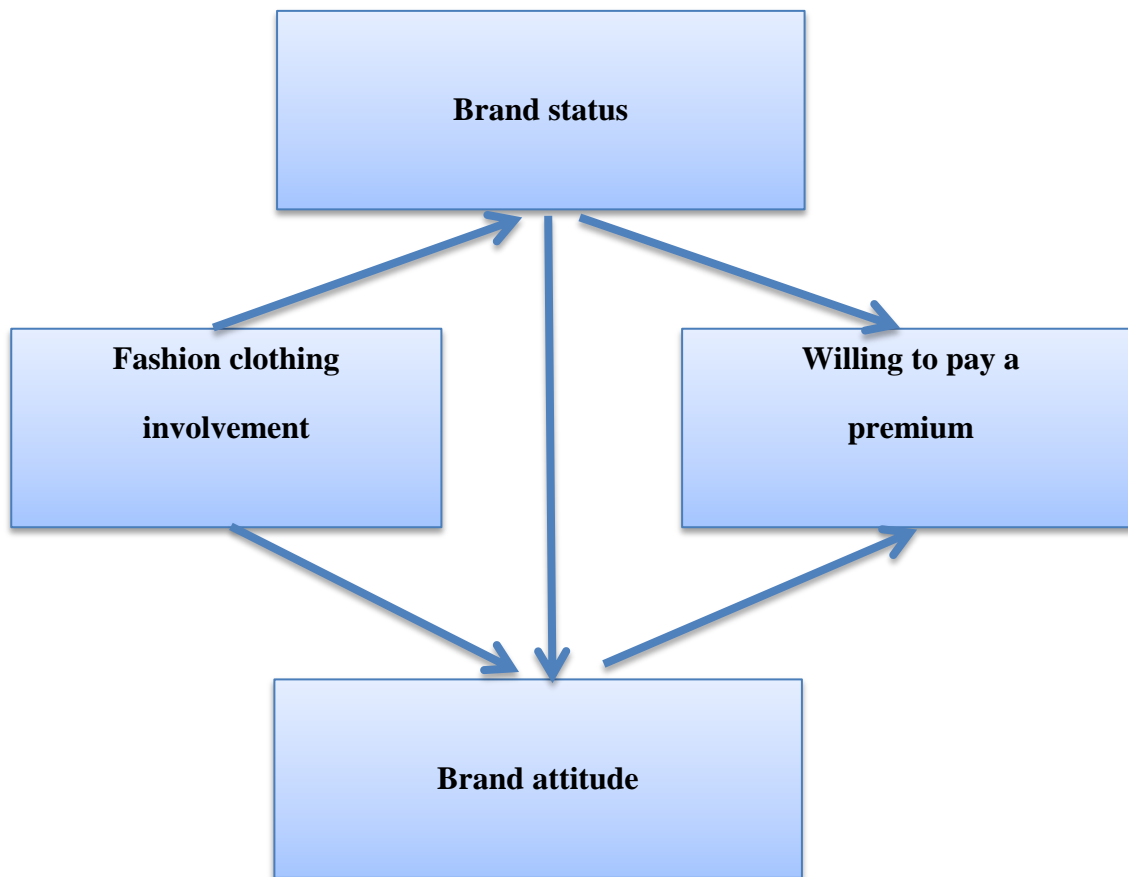 Brand status
Fashion clothing
involvement
Willing to pay a
premium
Brand attitude